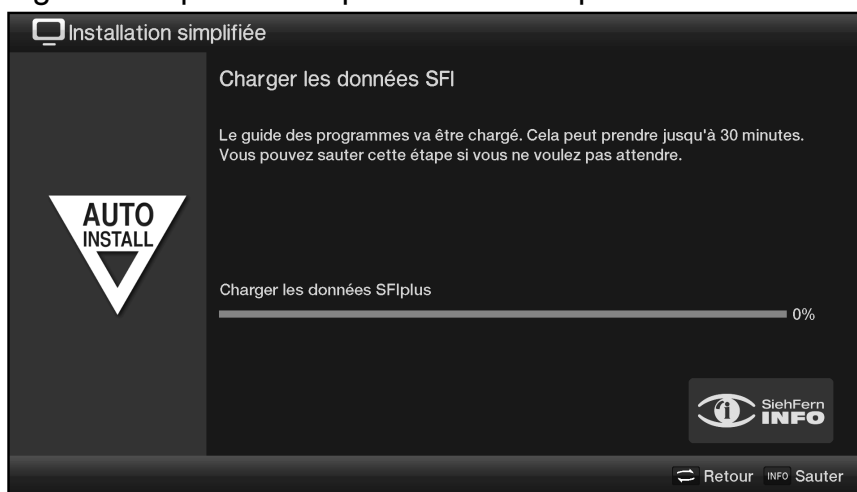 Installation simplifiée
Charger les données SFI
Le guide des programmes va être chargé. Cela peut prendre jusqu'à 30 minutes.
Vous pouvez sauter cette étape si vous ne voulez pas attendre.
AUTO
INSTALL
Charger les données SFIplus
0%
SiehFern
INFO
Retour INFO Sauter